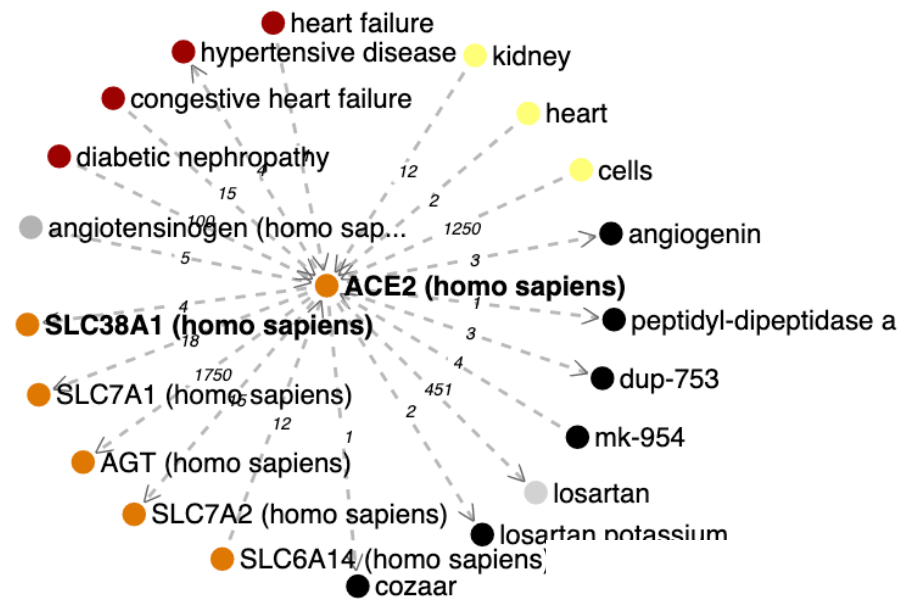 heart failure
hypertensive disease
kidney
congestive heart failure
heart
diabetic nephropathy
cells
4
12
15
2
100
1250
angiotensinogen (homo sap...
angiogenin
5
3
ACE2 (homo sapiens)
4
1
SLC38A1 (homo sapiens)
peptidyl-dipeptidase a
18
3
4
dup-753
1750
451
SLC7A1 (homo sapiens)
2
12
1
mk-954
AGT (homo sapiens)
losartan
SLC7A2 (homo sapiens)
losartan potassium
SLC6A14 (homo sapiens)
cozaar